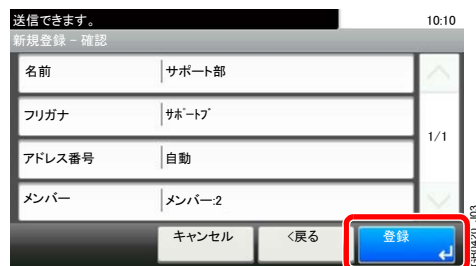 送信できます。 10:10
新規登録 - 確認
名前 サポート部
フリガナ ｻﾎﾟｰﾄﾌﾞ
1/1
アドレス番号 自動
メンバー メンバー:2
キャンセル <戻る 登録
GB0420_J03